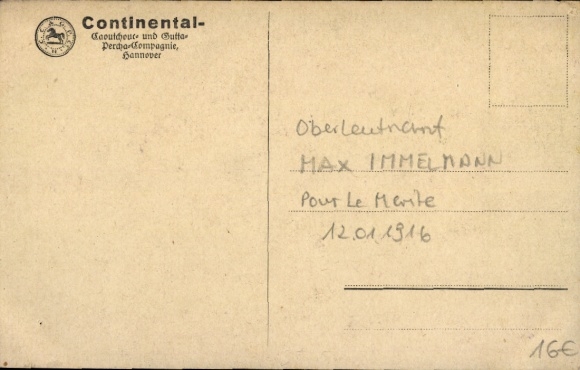 Continental-
Caoutchouc- und Gutta-
Percha-Compagnie,
Hannover
Oberleutnant
MAX IMMELMANN
Pour Le Merite
12.01 1916
16€